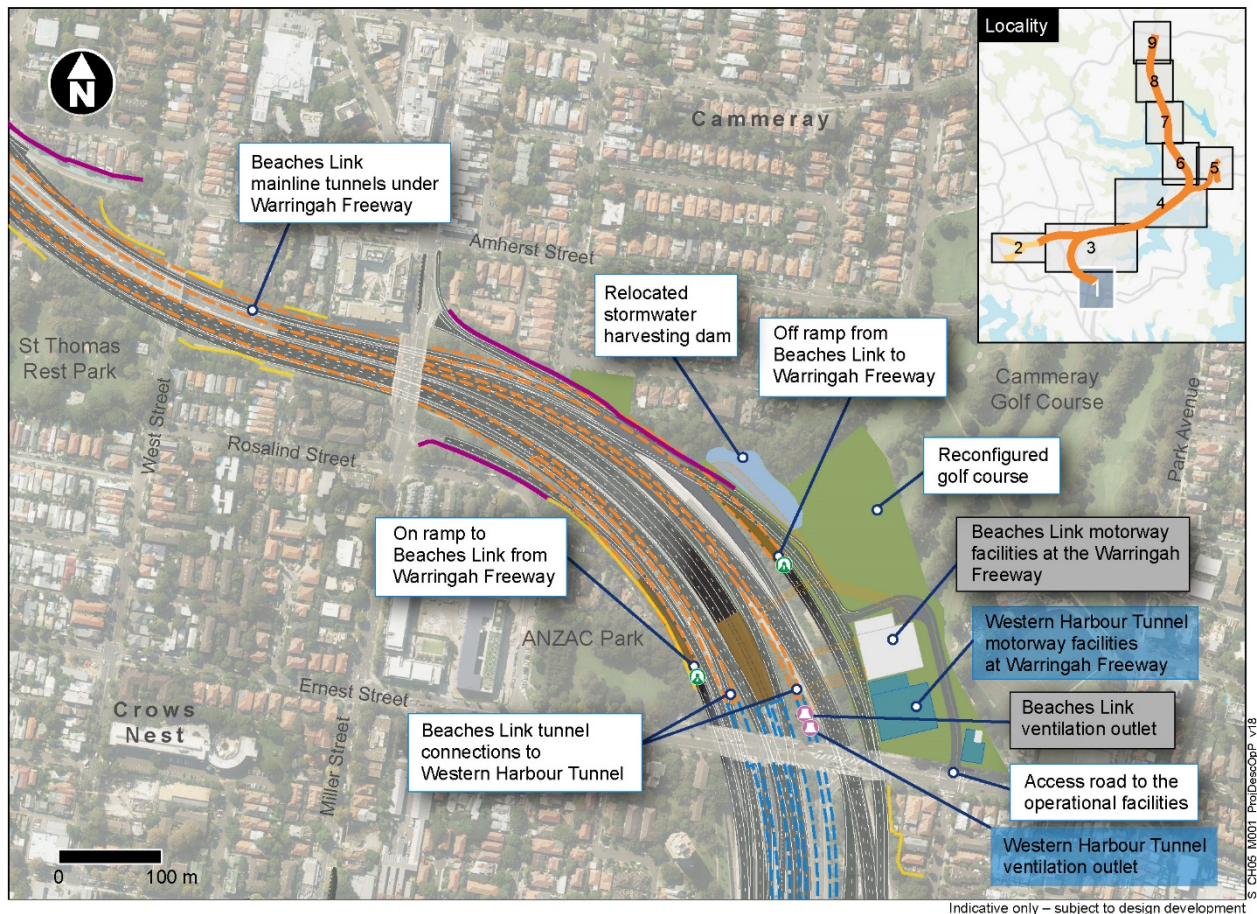 N
Locality
9
8
7
6
5
4
3
2
1
Cammeray
Beaches Link
mainline tunnels under
Warringah Freeway
Amherst Street
Relocated
stormwater
harvesting dam
Off ramp from
Beaches Link to
Warringah Freeway
St Thomas
Rest Park
West Street
Rosalind Street
Cammeray
Golf Course
Park Avenue
Reconfigured
golf course
On ramp to
Beaches Link from
Warringah Freeway
Beaches Link motorway
facilities at the Warringah
Freeway
ANZAC Park
Western Harbour Tunnel
motorway facilities
at Warringah Freeway
Ernest Street
Crows
Nest
Miller Street
Beaches Link tunnel
connections to
Western Harbour Tunnel
Beaches Link
ventilation outlet
Access road to the
operational facilities
Western Harbour Tunnel
ventilation outlet
0 100 m
S_CH05_M001_ProjDescOpP_v18
Indicative only – subject to design development